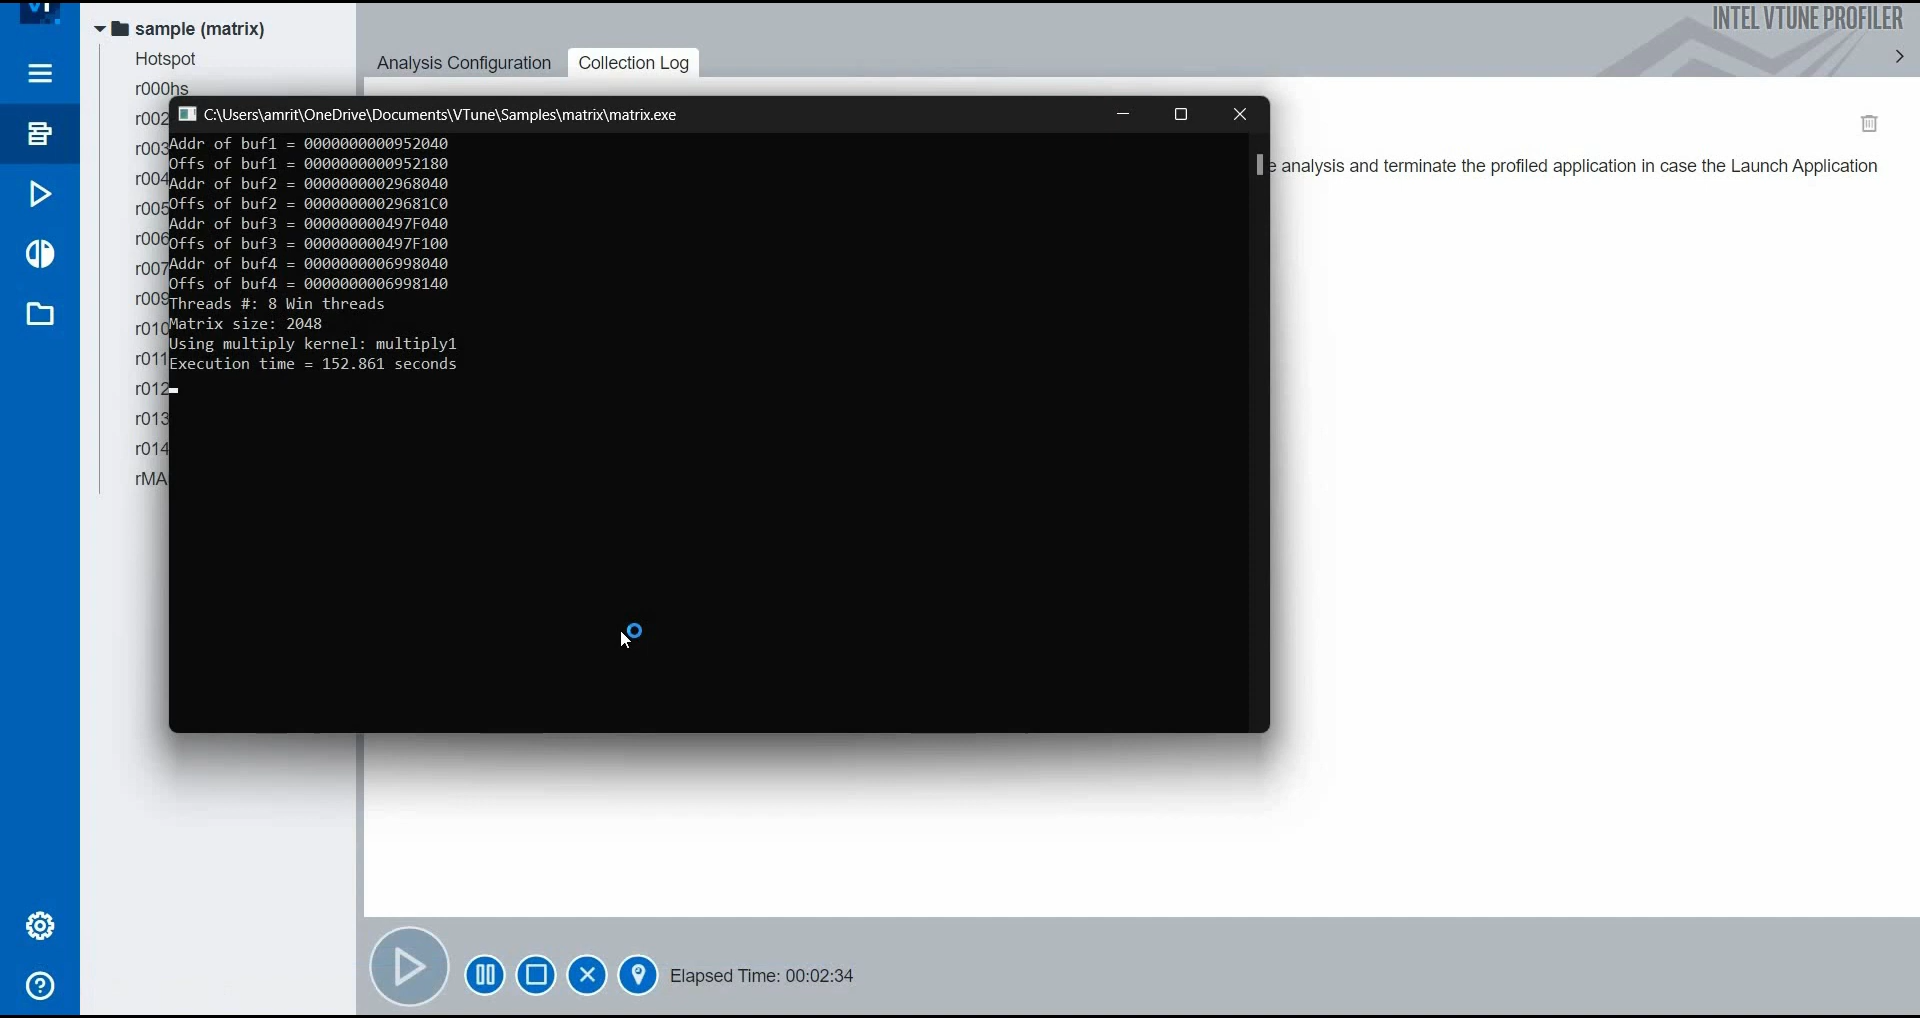 INTEL VTUNE PROFILER
sample (matrix)
Hotspot
r000hs
r002
r003
r004
r005
r006
r007
r009
r010
r011
r012
r013
r014
rMA
Analysis Configuration
Collection Log
C:\Users\amrit\OneDrive\Documents\VTune\Samples\matrix\matrix.exe
Addr of buf1 = 0000000000952040
Offs of buf1 = 0000000000952180
Addr of buf2 = 0000000002968040
Offs of buf2 = 00000000029681C0
Addr of buf3 = 000000000497F040
Offs of buf3 = 000000000497F100
Addr of buf4 = 0000000006998040
Offs of buf4 = 0000000006998140
Threads #: 8 Win threads
Matrix size: 2048
Using multiply kernel: multiply1
Execution time = 152.861 seconds
analysis and terminate the profiled application in case the Launch Application
Elapsed Time: 00:02:34